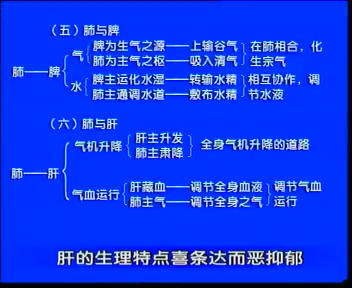 （五）肺与脾
肺——脾
气
脾为生气之源——上输谷气
肺为主气之枢——吸入清气
在肺相合，化
生宗气
水
脾主运化水湿——转输水精
肺主通调水道——敷布水精
相互协作，调
节水液
（六）肺与肝
肺——肝
气机升降
肝主升发
肺主肃降
全身气机升降的道路
气血运行
肝藏血——调节全身血液
肺主气——调节全身之气
调节气血
运行
肝的生理特点喜条达而恶抑郁